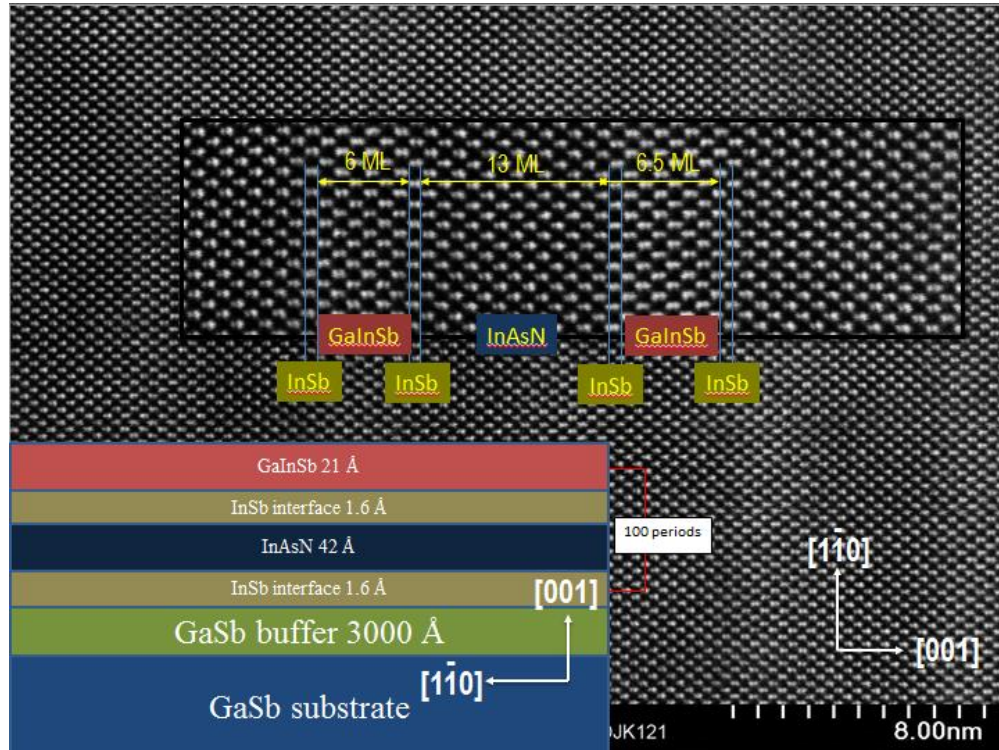 6 ML 13 ML 6.5 ML
GaInSb InAsN GaInSb
InSb InSb InSb InSb
GaInSb 21 Å
InSb interface 1.6 Å
InAsN 42 Å
InSb interface 1.6 Å
GaSb buffer 3000 Å
GaSb substrate
100 periods
[001]
[11̄0]
[11̄0]
[001]
JK121
8.00nm